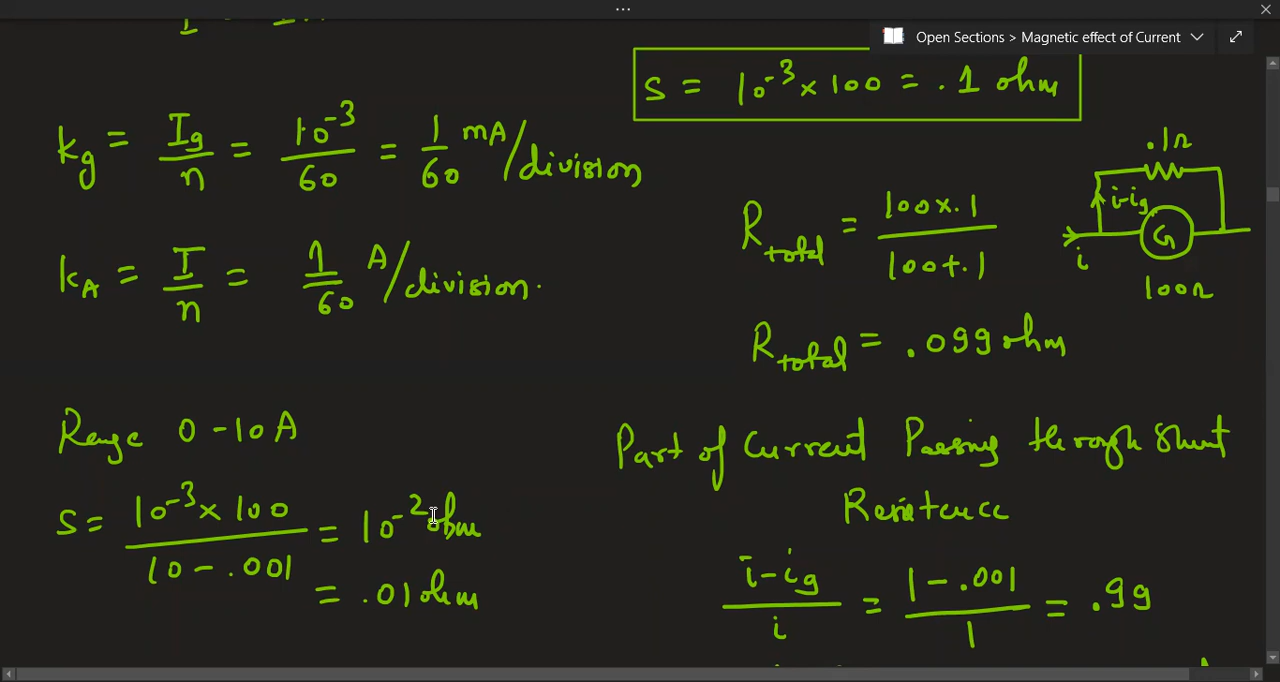 Open Sections > Magnetic effect of Current
S = 10⁻³ × 100 = .1 ohm
kg = Ig/n = 10⁻³/60 = 1/60 mA/division
kA = I/n = 1/60 A/division.
.1Ω
i-ig
G
i
100Ω
Rtotal = 100×.1/100+.1
Rtotal = .099 ohm
Range 0-10A
S = 10⁻³ × 100/10-.001 = 10⁻² ohm
= .01 ohm
Part of Current Passing through Shunt
Resistence
i-ig/i = 1-.001/1 = .99